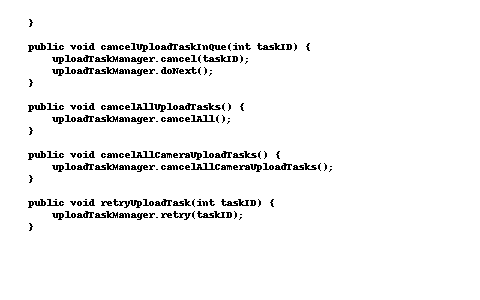 }
public void cancelUploadTaskInQue(int taskID) {
uploadTaskManager.cancel(taskID);
uploadTaskManager.doNext();
}
public void cancelAllUploadTasks() {
uploadTaskManager.cancelAll();
}
public void cancelAllCameraUploadTasks() {
uploadTaskManager.cancelAllCameraUploadTasks();
}
public void retryUploadTask(int taskID) {
uploadTaskManager.retry(taskID);
}